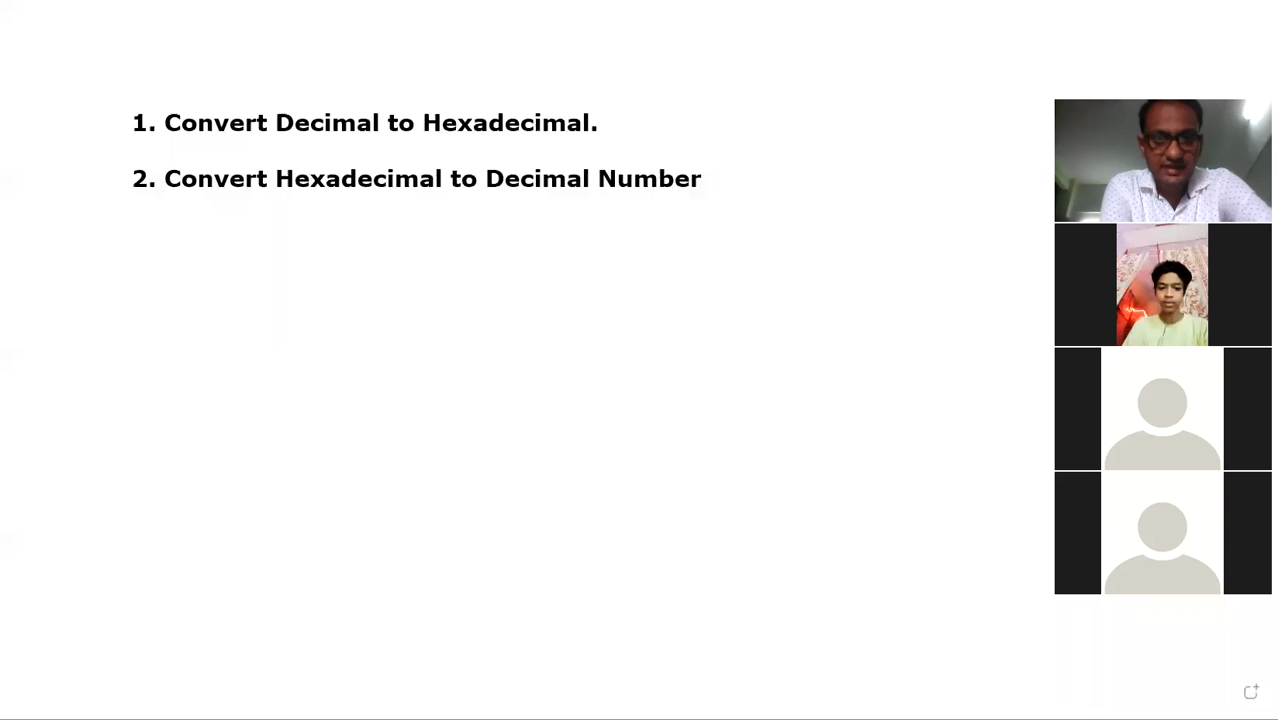 1. Convert Decimal to Hexadecimal.
2. Convert Hexadecimal to Decimal Number